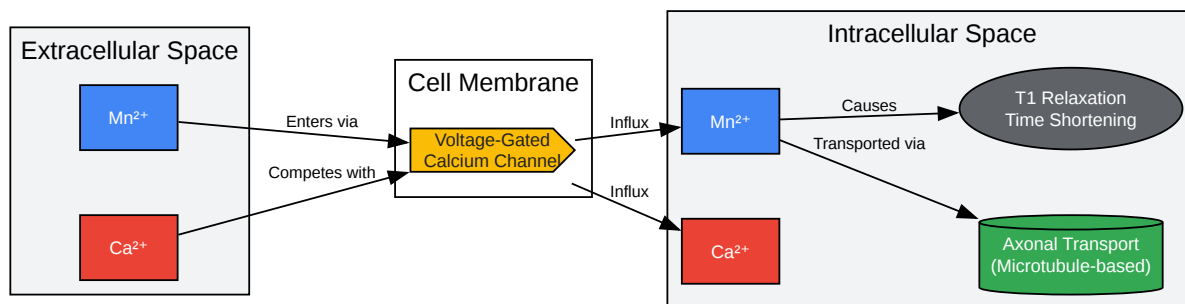 Extracellular Space
Mn²⁺
Ca²⁺
Enters via
Competes with
Cell Membrane
Voltage-Gated
Calcium Channel
Influx
Influx
Intracellular Space
Mn²⁺
Ca²⁺
Causes
Transported via
T1 Relaxation
Time Shortening
Axonal Transport
(Microtubule-based)